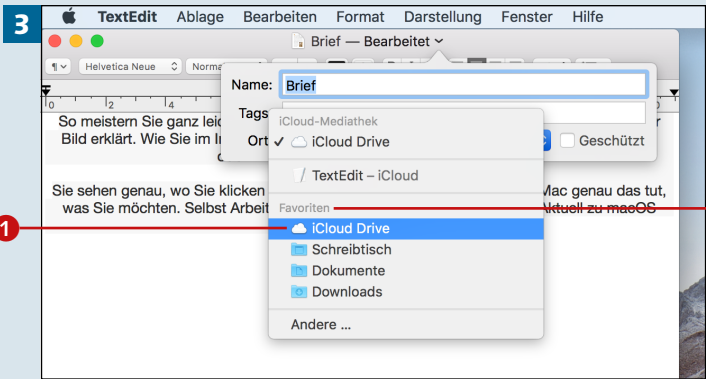 3
TextEdit Ablage Bearbeiten Format Darstellung Fenster Hilfe
Brief — Bearbeitet
Helvetica Neue
Name: Brief
0 2 4
Tags
So meistern Sie ganz
Bild erklärt. Wie Sie im
iCloud-Mediathek
Ort ✓ iCloud Drive
Geschützt
TextEdit – iCloud
Sie sehen genau, wo Sie klicken
Mac genau das tut,
was Sie möchten. Selbst
Aktuell zu macOS
Favoriten
1
iCloud Drive
Schreibtisch
Dokumente
Downloads
Andere ...